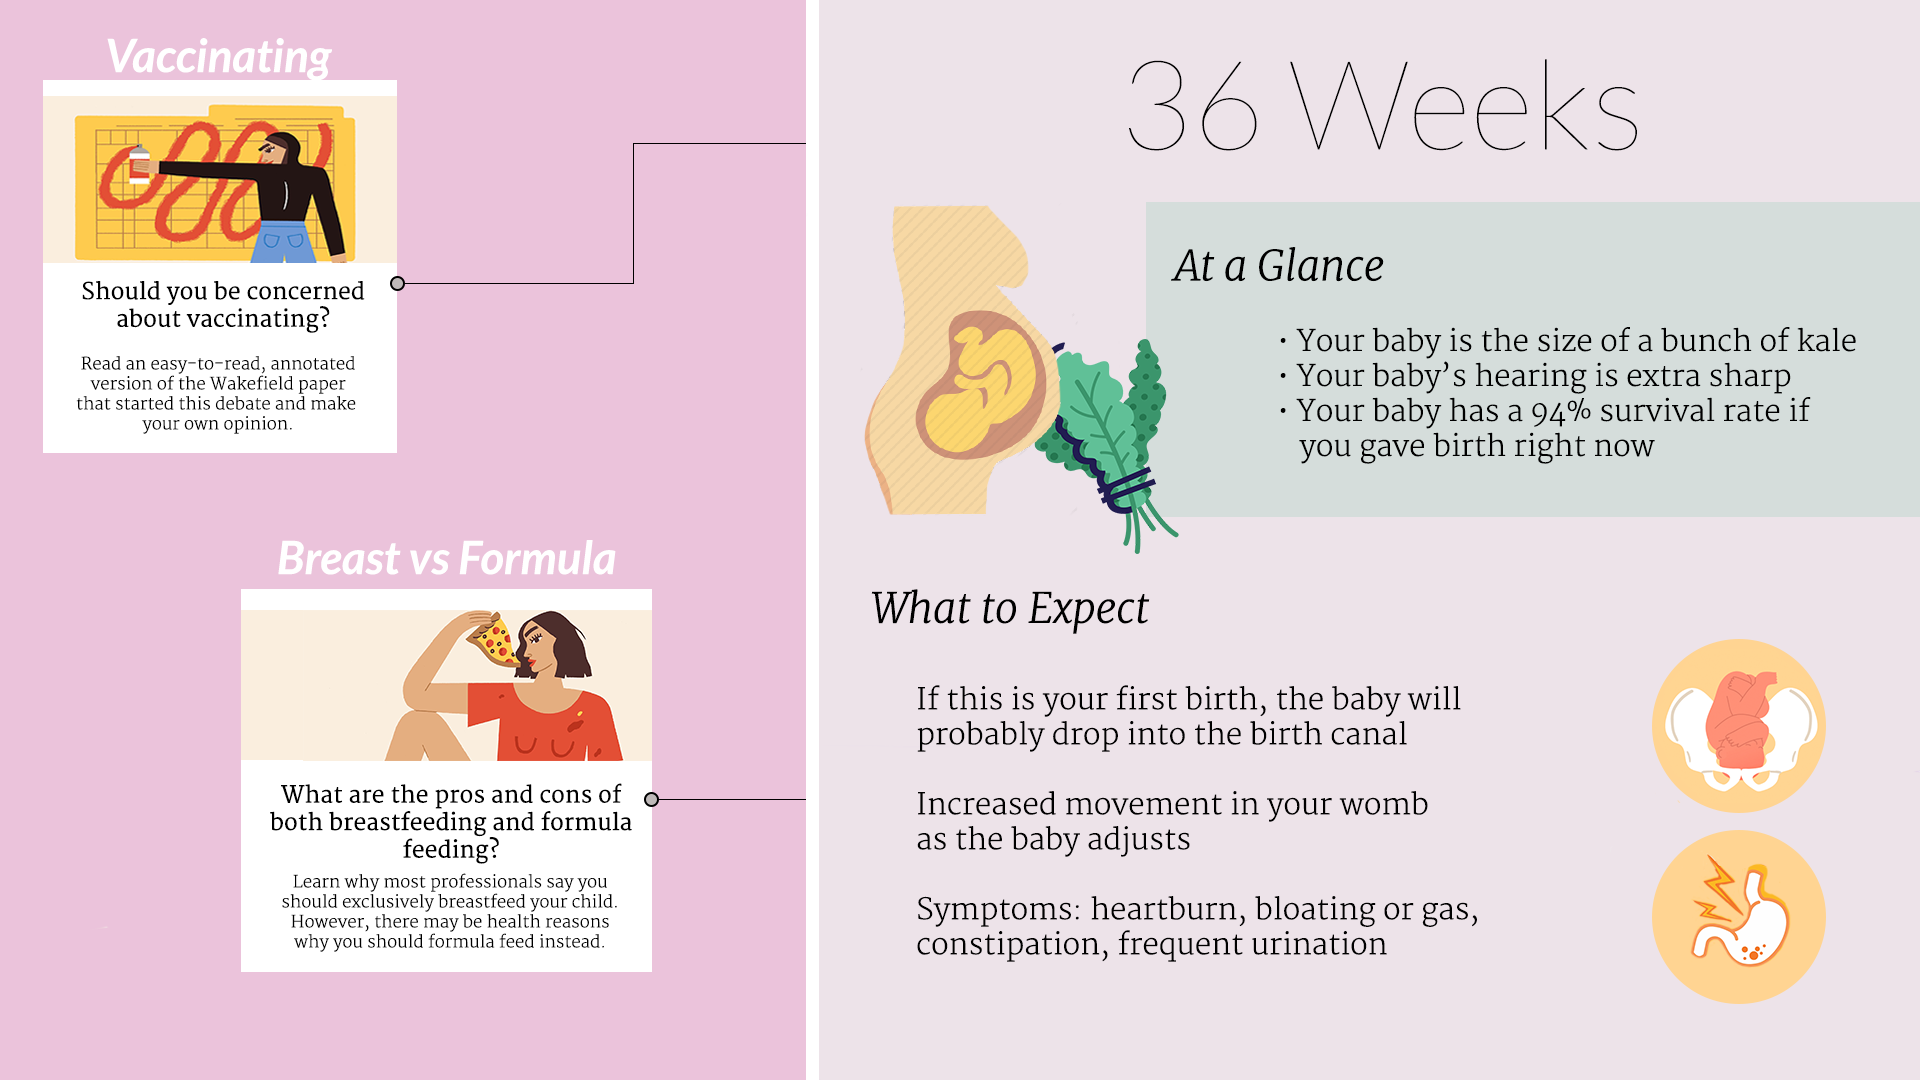 Vaccinating
Should you be concerned
about vaccinating?
Read an easy-to-read, annotated
version of the Wakefield paper
that started this debate and make
your own opinion.
Breast vs Formula
What are the pros and cons of
both breastfeeding and formula
feeding?
Learn why most professionals say you
should exclusively breastfeed your child.
However, there may be health reasons
why you should formula feed instead.
36 Weeks
At a Glance
• Your baby is the size of a bunch of kale
• Your baby’s hearing is extra sharp
• Your baby has a 94% survival rate if
you gave birth right now
What to Expect
If this is your first birth, the baby will
probably drop into the birth canal
Increased movement in your womb
as the baby adjusts
Symptoms: heartburn, bloating or gas,
constipation, frequent urination